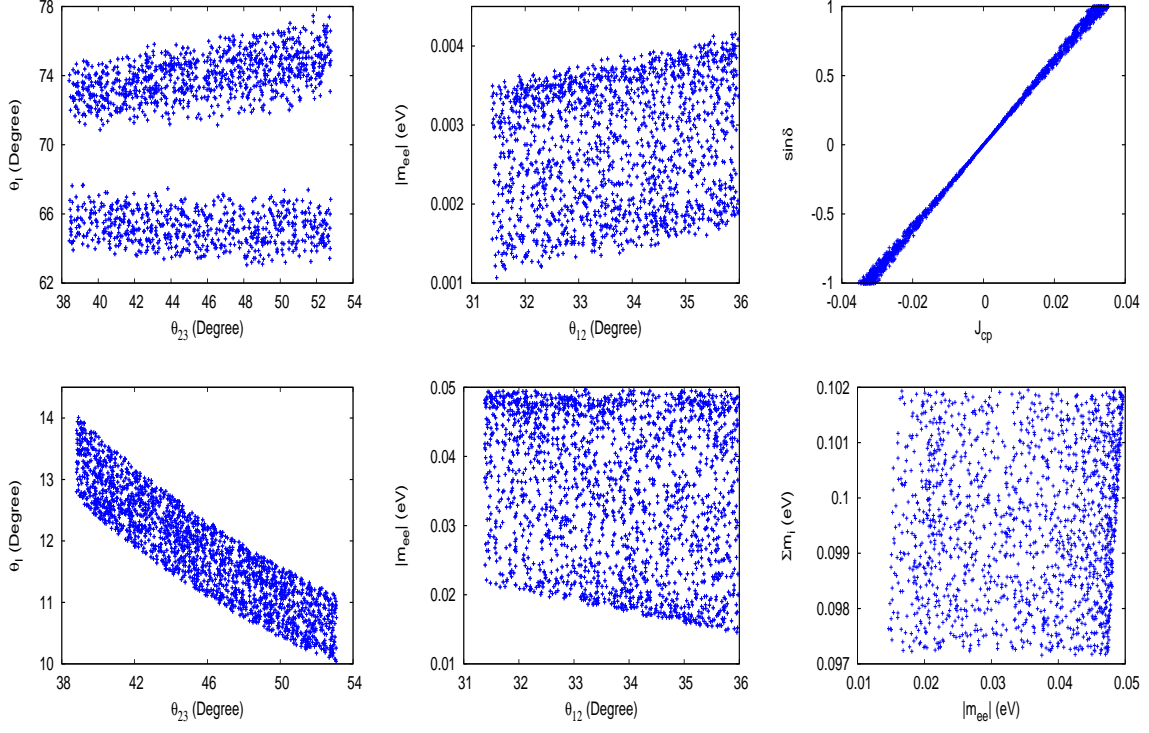 78
74
70
66
62
θl (Degree)
38 40 42 44 46 48 50 52 54
θ23 (Degree)
0.004
0.003
0.002
0.001
|mee| (eV)
31 32 33 34 35 36
θ12 (Degree)
1
0.5
0
-0.5
-1
sinδ
-0.04 -0.02 0 0.02 0.04
Jcp
14
13
12
11
10
θl (Degree)
38 42 46 50 54
θ23 (Degree)
0.05
0.04
0.03
0.02
0.01
|mee| (eV)
31 32 33 34 35 36
θ12 (Degree)
0.102
0.101
0.1
0.099
0.098
0.097
Σmi (eV)
0.01 0.02 0.03 0.04 0.05
|mee| (eV)